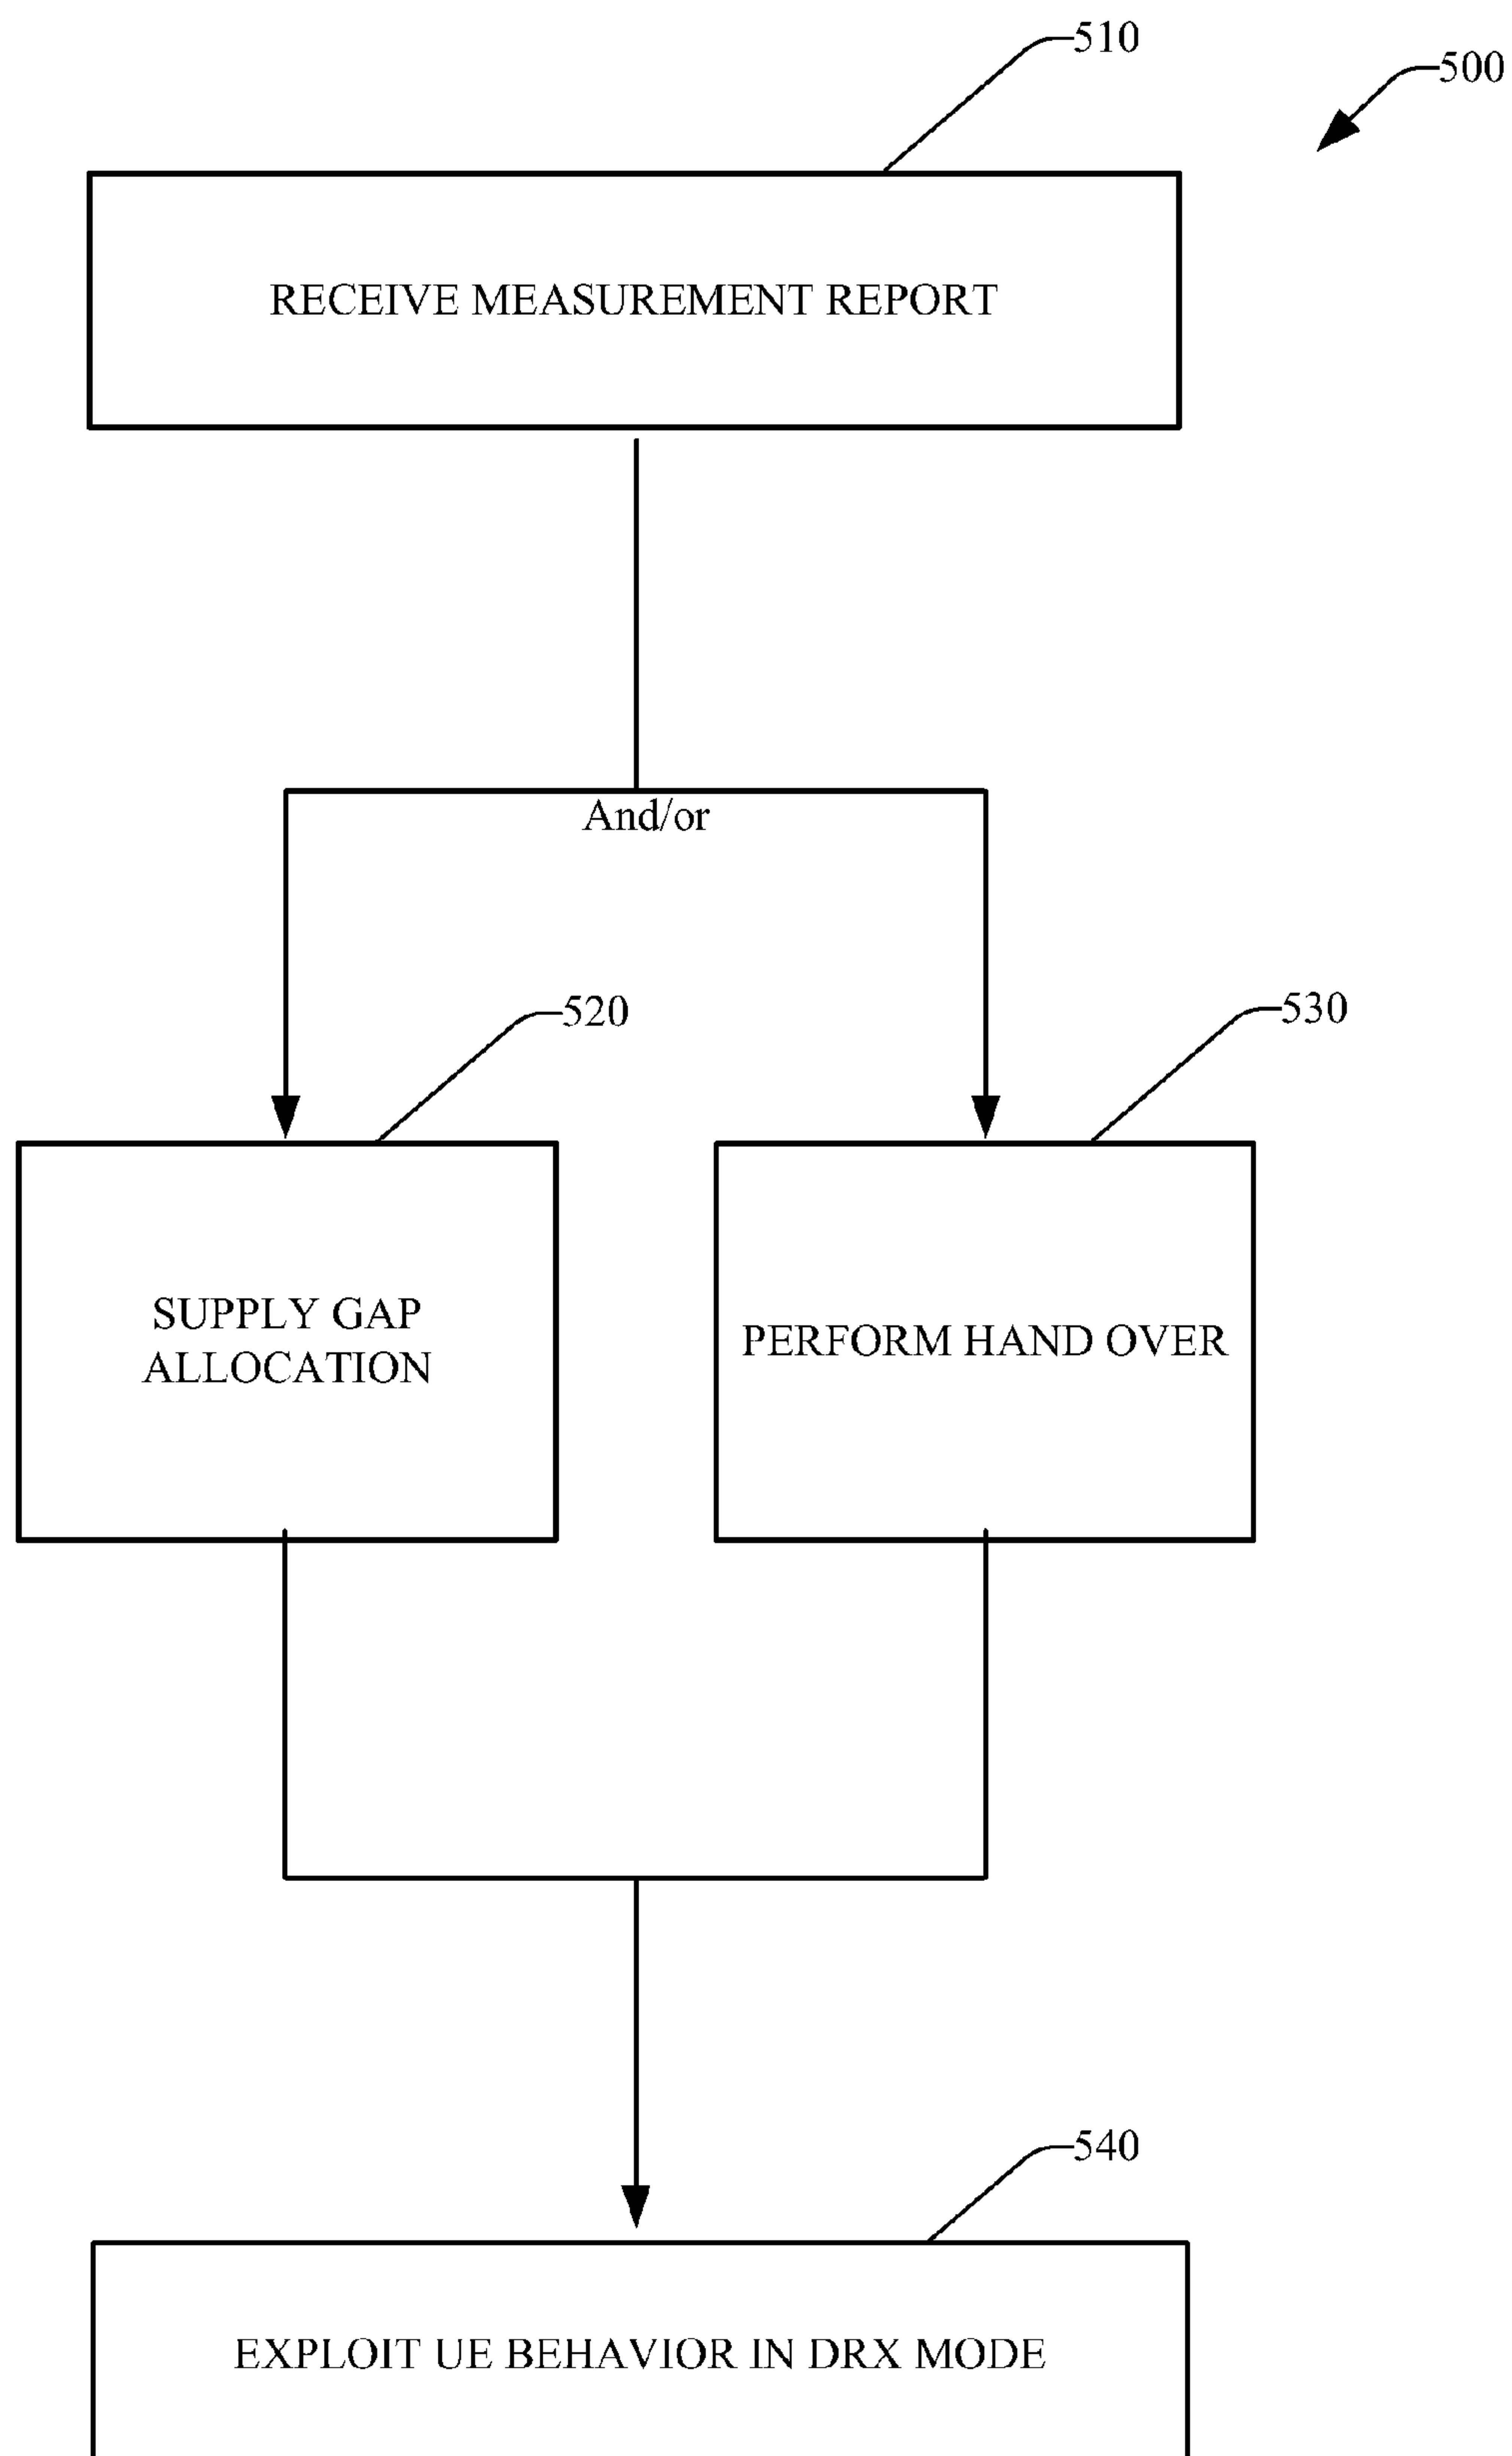 510
500
RECEIVE MEASUREMENT REPORT
And/or
520
530
SUPPLY GAP
ALLOCATION
PERFORM HAND OVER
540
EXPLOIT UE BEHAVIOR IN DRX MODE